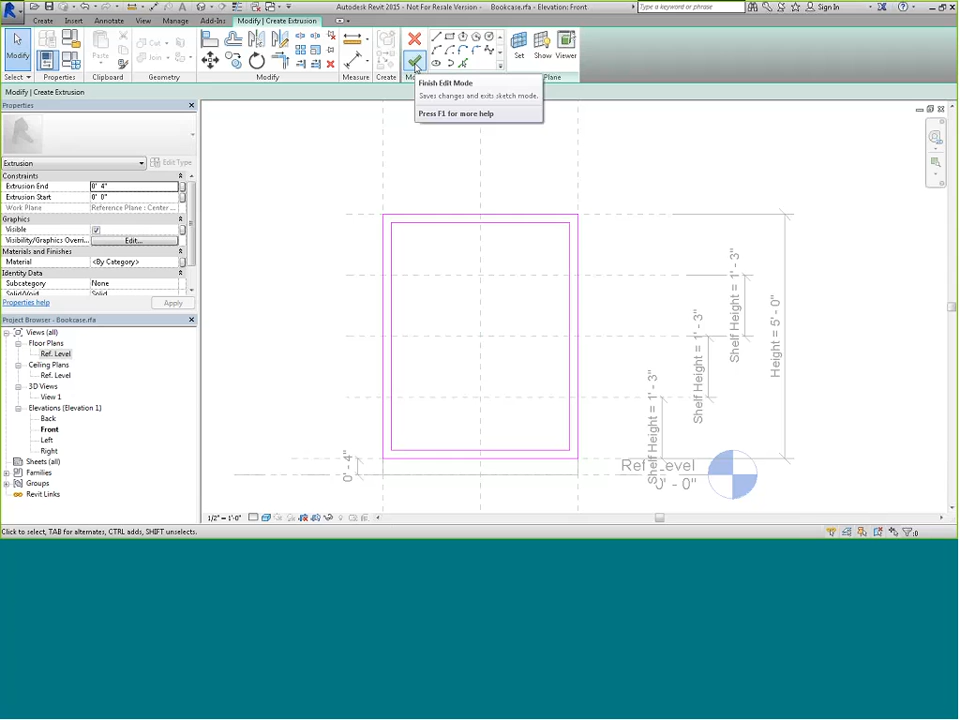 Autodesk Revit 2015 - Not For Resale Version - Bookcase.rfa - Elevation: Front
Type a keyword or phrase
Sign In
Create
Insert
Annotate
View
Manage
Add-Ins
Modify | Create Extrusion
Modify
Paste
Cut
Join
Create
Set
Show
Viewer
Select
Properties
Clipboard
Geometry
Modify
Measure
Create
Plane
Finish Edit Mode
Saves changes and exits sketch mode.
Press F1 for more help
Modify | Create Extrusion
Properties
Extrusion
Edit Type
Constraints
Extrusion End
0' 4"
Extrusion Start
0' 0"
Work Plane
Reference Plane : Center ...
Graphics
Visible
Visibility/Graphics Overri...
Edit...
Materials and Finishes
Material
<By Category>
Identity Data
Subcategory
None
Solid
Properties help
Apply
Project Browser - Bookcase.rfa
Views (all)
Floor Plans
Ref. Level
Ceiling Plans
Ref. Level
3D Views
View 1
Elevations (Elevation 1)
Back
Front
Left
Right
Sheets (all)
Families
Groups
Revit Links
Shelf Height = 1' - 3"
Shelf Height = 1' - 3"
Shelf Height = 1' - 3"
Height = 5' - 0"
0' - 4"
Ref. Level
0' - 0"
1/2" = 1'-0"
Click to select, TAB for alternates, CTRL adds, SHIFT unselects.
:0